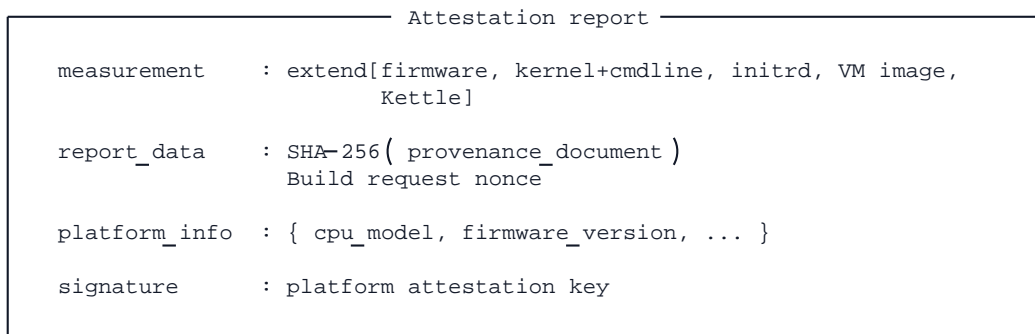 Attestation report
measurement : extend[firmware, kernel+cmdline, initrd, VM image,
Kettle]
report_data : SHA-256( provenance_document )
Build request nonce
platform_info : { cpu_model, firmware_version, ... }
signature : platform attestation key